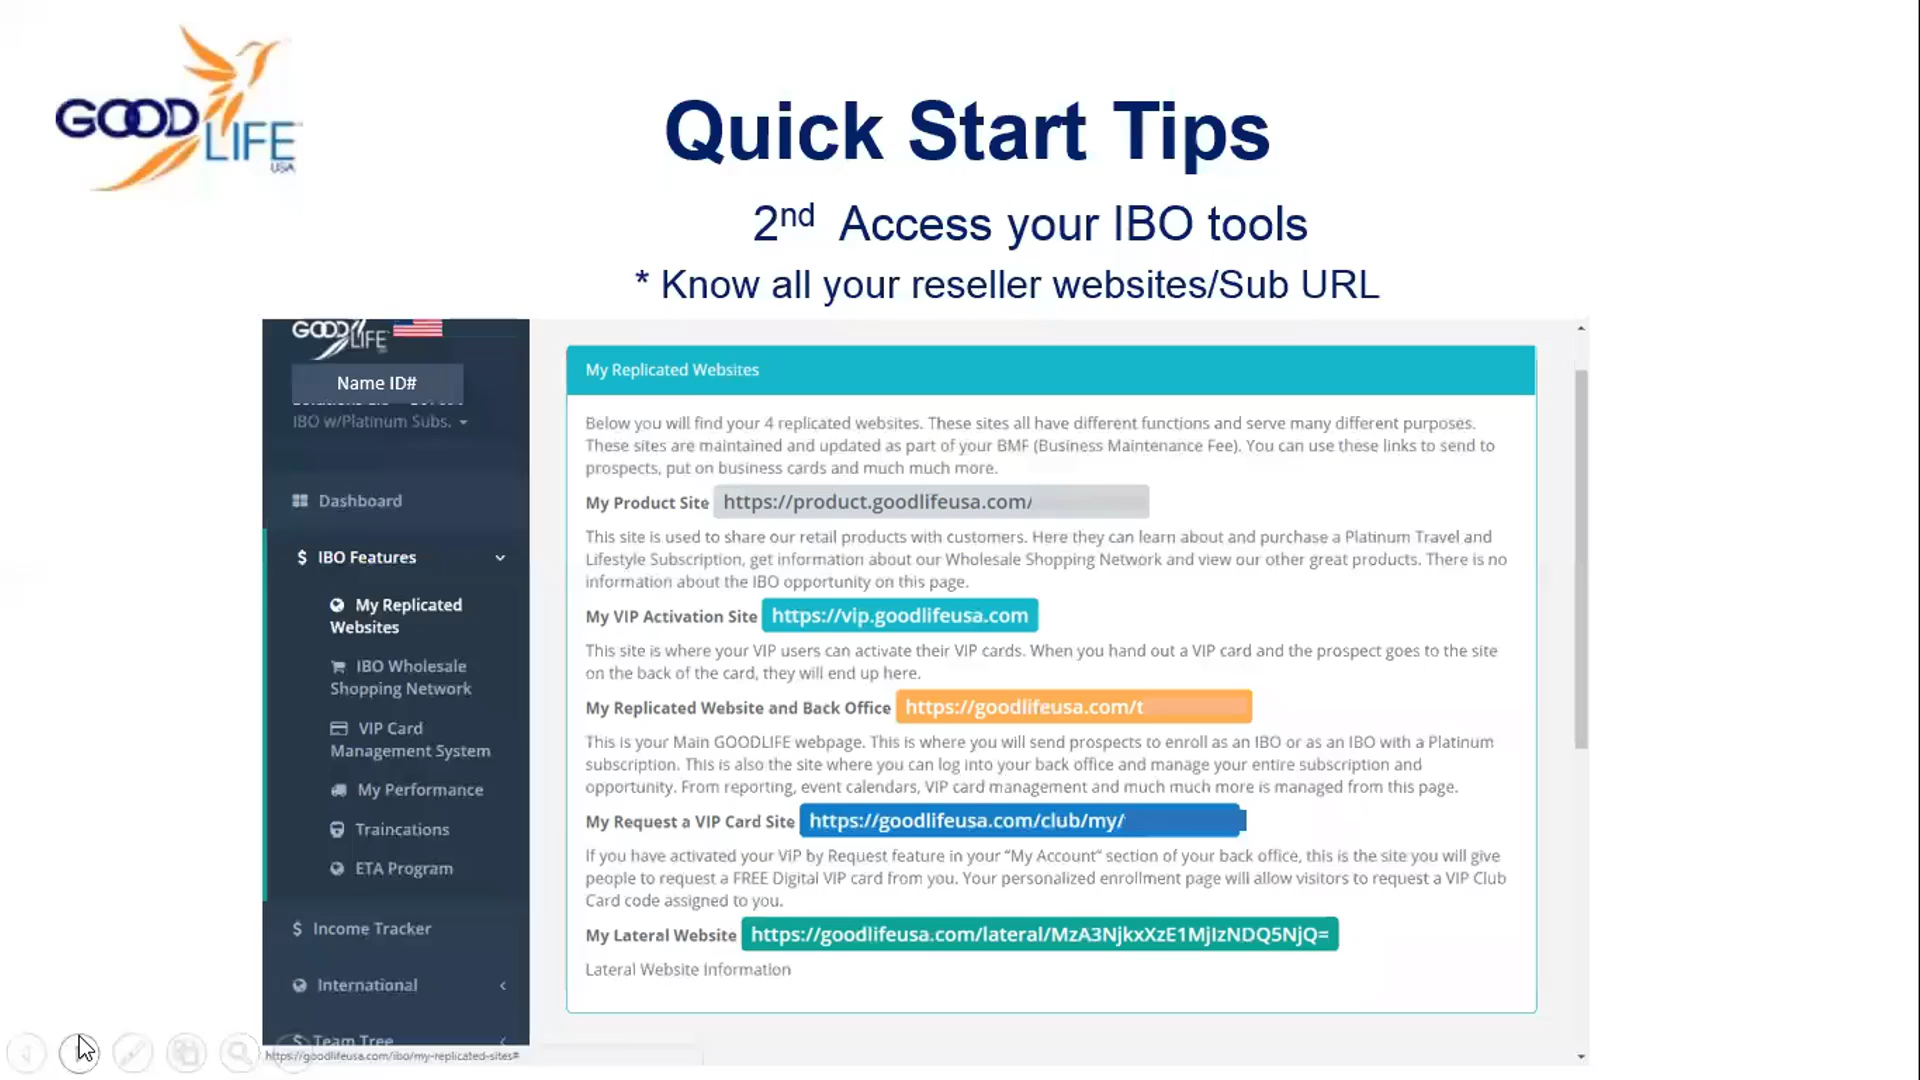 GOOD LIFE
USA
Quick Start Tips
2nd Access your IBO tools
* Know all your reseller websites/Sub URL
GOOD LIFE
Name ID#
IBO w/Platinum Subs.
Dashboard
$ IBO Features
My Replicated
Websites
IBO Wholesale
Shopping Network
VIP Card
Management System
My Performance
Traincations
ETA Program
$ Income Tracker
International
$ Team Tree
https://goodlifeusa.com/ibo/my-replicated-sites#
My Replicated Websites
Below you will find your 4 replicated websites. These sites all have different functions and serve many different purposes.
These sites are maintained and updated as part of your BMF (Business Maintenance Fee). You can use these links to send to
prospects, put on business cards and much much more.
My Product Site https://product.goodlifeusa.com/
This site is used to share our retail products with customers. Here they can learn about and purchase a Platinum Travel and
Lifestyle Subscription, get information about our Wholesale Shopping Network and view our other great products. There is no
information about the IBO opportunity on this page.
My VIP Activation Site https://vip.goodlifeusa.com
This site is where your VIP users can activate their VIP cards. When you hand out a VIP card and the prospect goes to the site
on the back of the card, they will end up here.
My Replicated Website and Back Office https://goodlifeusa.com/t
This is your Main GOODLIFE webpage. This is where you will send prospects to enroll as an IBO or as an IBO with a Platinum
subscription. This is also the site where you can log into your back office and manage your entire subscription and
opportunity. From reporting, event calendars, VIP card management and much much more is managed from this page.
My Request a VIP Card Site https://goodlifeusa.com/club/my/
If you have activated your VIP by Request feature in your "My Account" section of your back office, this is the site you will give
people to request a FREE Digital VIP card from you. Your personalized enrollment page will allow visitors to request a VIP Club
Card code assigned to you.
My Lateral Website https://goodlifeusa.com/lateral/MzA3NjkxXzE1MjIzNDQ5NjQ=
Lateral Website Information